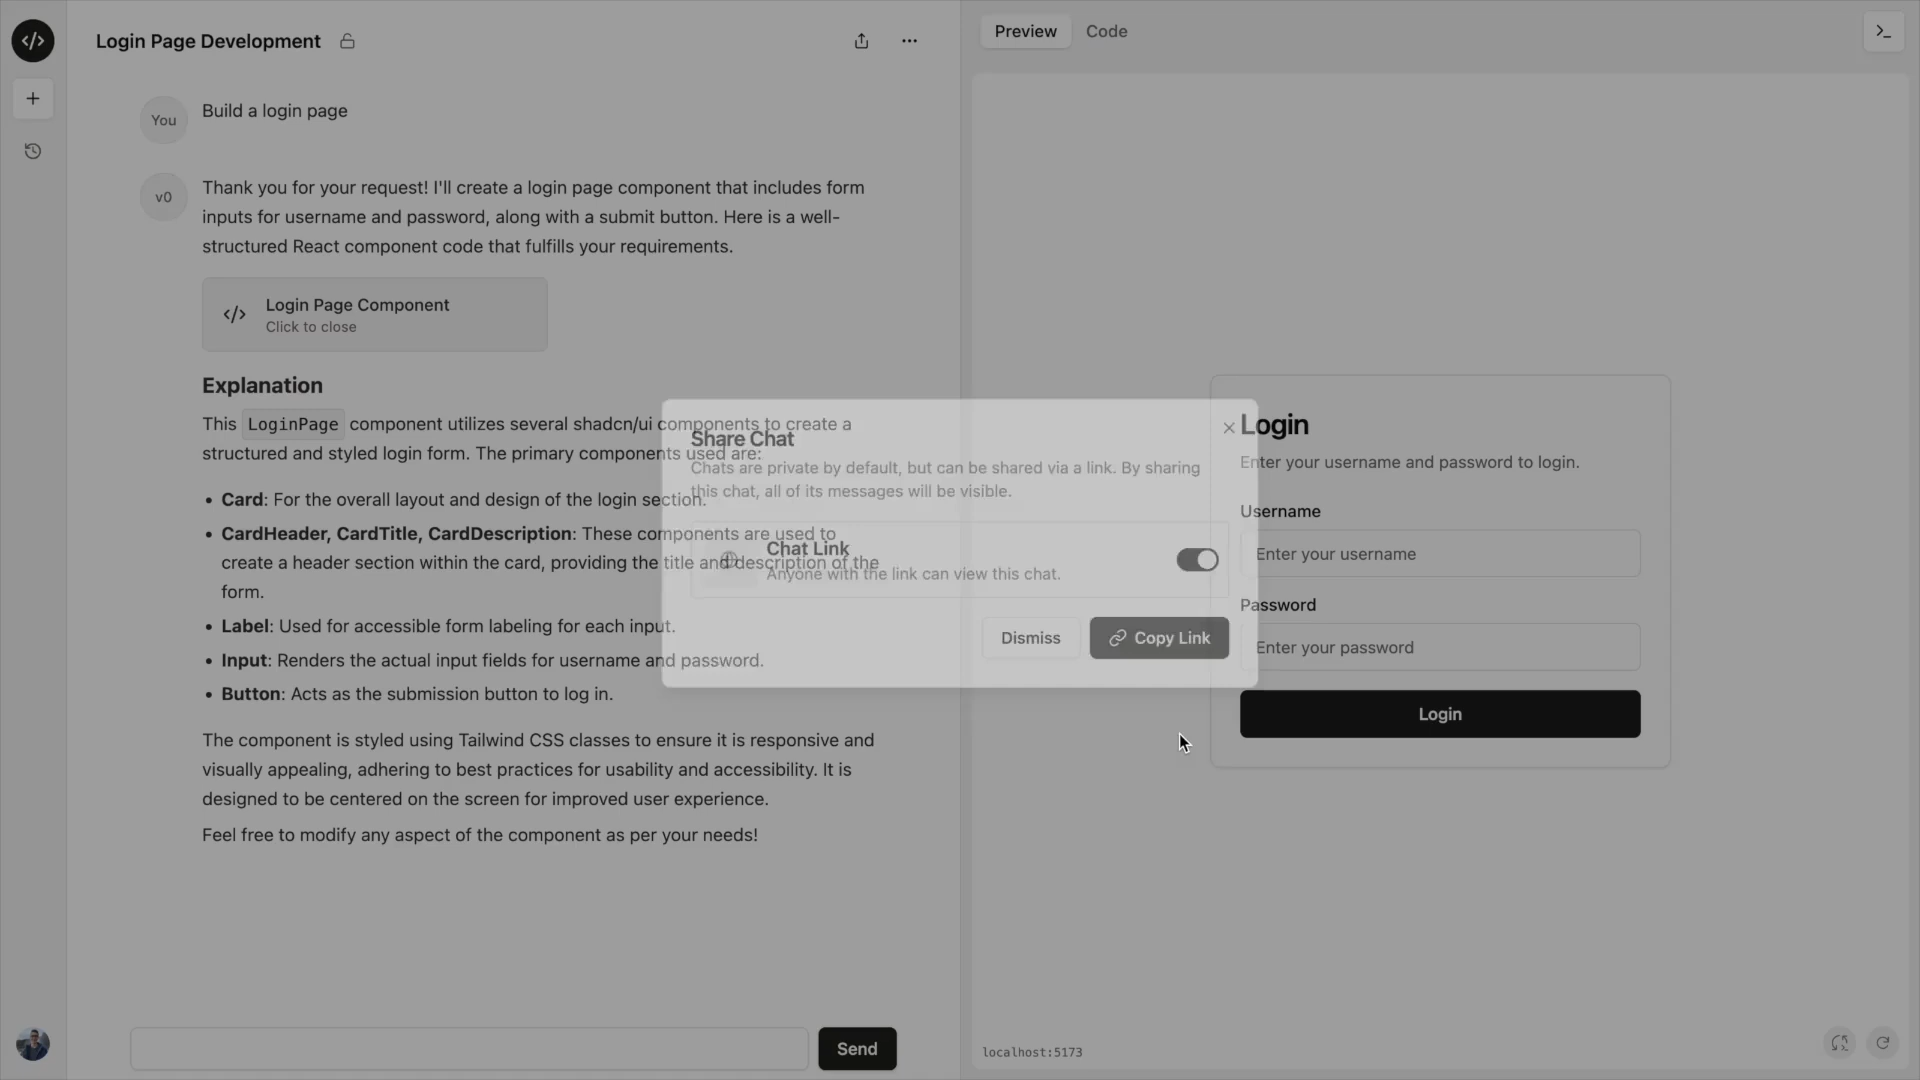 Login Page Development
Preview
Code
You
Build a login page
v0
Thank you for your request! I'll create a login page component that includes form
inputs for username and password, along with a submit button. Here is a well-
structured React component code that fulfills your requirements.
Login Page Component
Click to close
Explanation
This LoginPage component utilizes several shadcn/ui components to create a
structured and styled login form. The primary components used are:
• Card: For the overall layout and design of the login section.
• CardHeader, CardTitle, CardDescription: These components are used to
create a header section within the card, providing the title and description of the
form.
• Label: Used for accessible form labeling for each input.
• Input: Renders the actual input fields for username and password.
• Button: Acts as the submission button to log in.
The component is styled using Tailwind CSS classes to ensure it is responsive and
visually appealing, adhering to best practices for usability and accessibility. It is
designed to be centered on the screen for improved user experience.
Feel free to modify any aspect of the component as per your needs!
Send
Share Chat
Chats are private by default, but can be shared via a link. By sharing
this chat, all of its messages will be visible.
Chat Link
Anyone with the link can view this chat.
Dismiss
Copy Link
Login
Enter your username and password to login.
Username
Enter your username
Password
Enter your password
Login
localhost:5173